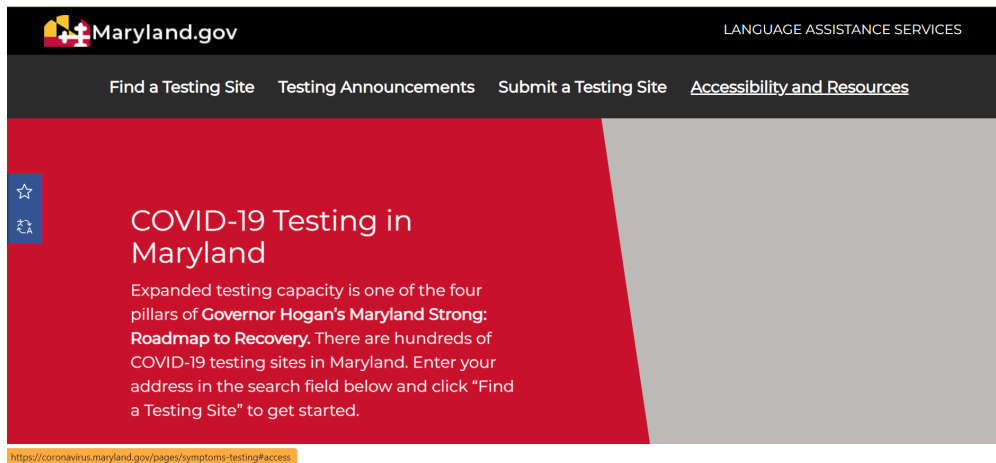 Maryland.gov
LANGUAGE ASSISTANCE SERVICES
Find a Testing Site Testing Announcements Submit a Testing Site Accessibility and Resources
COVID-19 Testing in
Maryland
Expanded testing capacity is one of the four
pillars of Governor Hogan’s Maryland Strong:
Roadmap to Recovery. There are hundreds of
COVID-19 testing sites in Maryland. Enter your
address in the search field below and click “Find
a Testing Site” to get started.
https://coronavirus.maryland.gov/pages/symptoms-testing#access